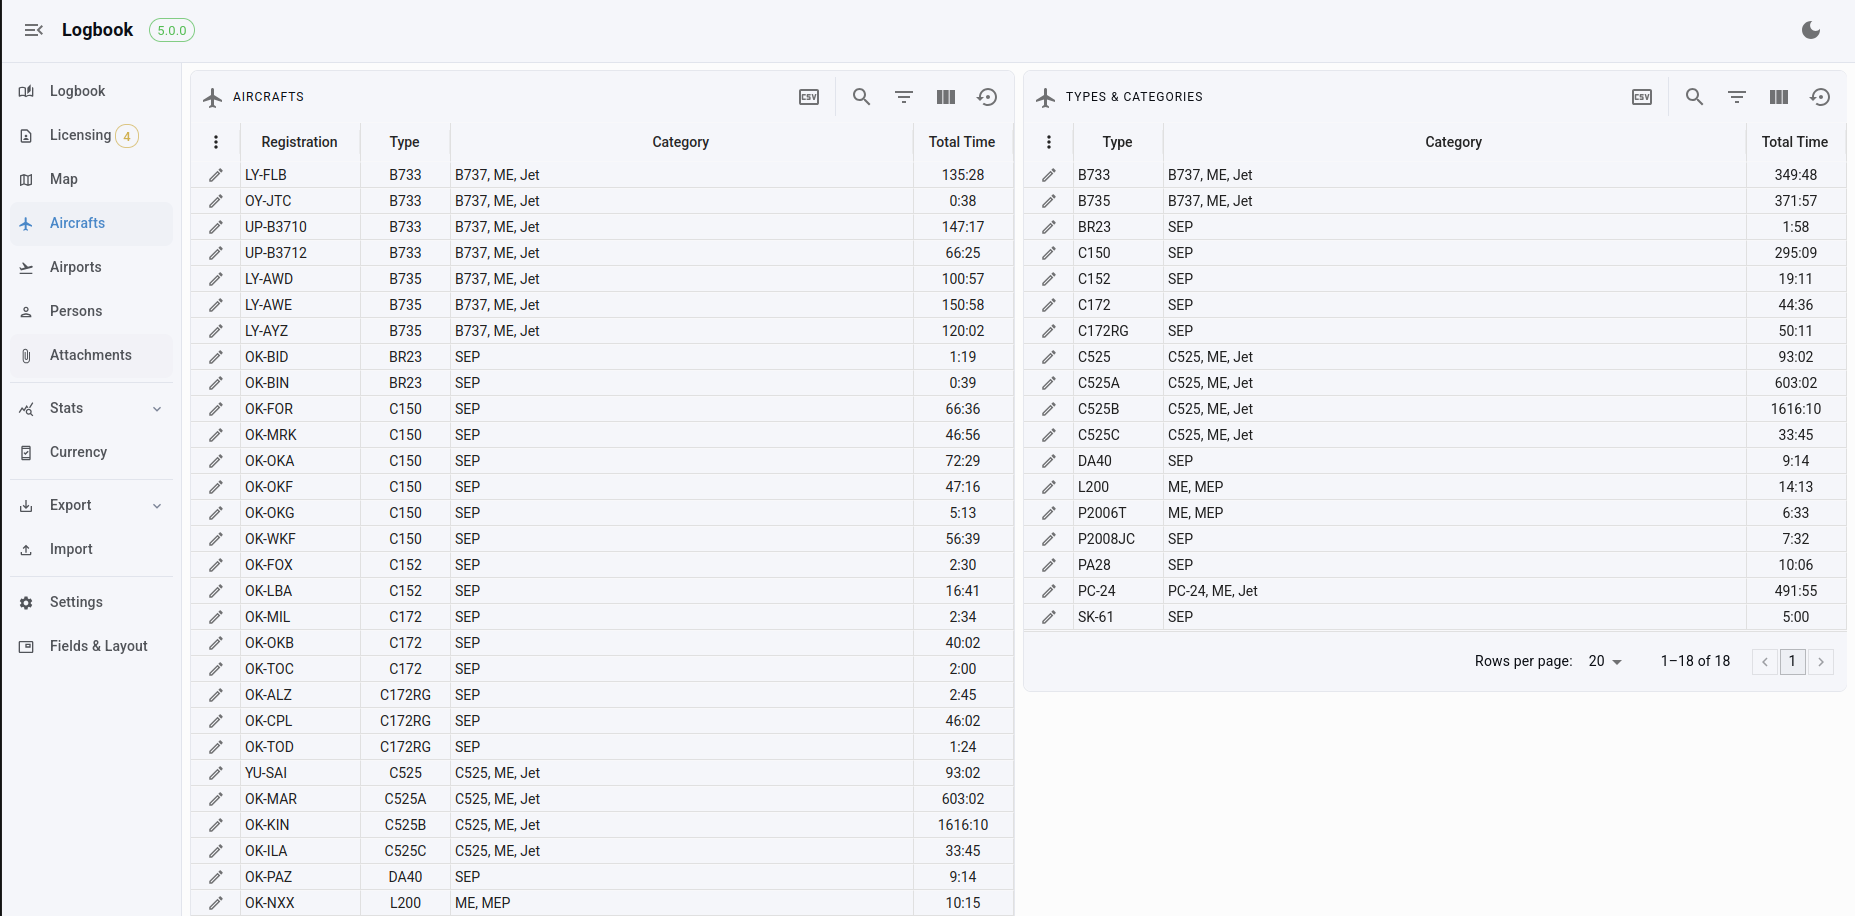 Logbook 5.0.0
Logbook
Licensing 4
Map
Aircrafts
Airports
Persons
Attachments
Stats
Currency
Export
Import
Settings
Fields & Layout
AIRCRAFTS CSV
Registration Type Category Total Time
LY-FLB B733 B737, ME, Jet 135:28
OY-JTC B733 B737, ME, Jet 0:38
UP-B3710 B733 B737, ME, Jet 147:17
UP-B3712 B733 B737, ME, Jet 66:25
LY-AWD B735 B737, ME, Jet 100:57
LY-AWE B735 B737, ME, Jet 150:58
LY-AYZ B735 B737, ME, Jet 120:02
OK-BID BR23 SEP 1:19
OK-BIN BR23 SEP 0:39
OK-FOR C150 SEP 66:36
OK-MRK C150 SEP 46:56
OK-OKA C150 SEP 72:29
OK-OKF C150 SEP 47:16
OK-OKG C150 SEP 5:13
OK-WKF C150 SEP 56:39
OK-FOX C152 SEP 2:30
OK-LBA C152 SEP 16:41
OK-MIL C172 SEP 2:34
OK-OKB C172 SEP 40:02
OK-TOC C172 SEP 2:00
OK-ALZ C172RG SEP 2:45
OK-CPL C172RG SEP 46:02
OK-TOD C172RG SEP 1:24
YU-SAI C525 C525, ME, Jet 93:02
OK-MAR C525A C525, ME, Jet 603:02
OK-KIN C525B C525, ME, Jet 1616:10
OK-ILA C525C C525, ME, Jet 33:45
OK-PAZ DA40 SEP 9:14
OK-NXX L200 ME, MEP 10:15
TYPES & CATEGORIES CSV
Type Category Total Time
B733 B737, ME, Jet 349:48
B735 B737, ME, Jet 371:57
BR23 SEP 1:58
C150 SEP 295:09
C152 SEP 19:11
C172 SEP 44:36
C172RG SEP 50:11
C525 C525, ME, Jet 93:02
C525A C525, ME, Jet 603:02
C525B C525, ME, Jet 1616:10
C525C C525, ME, Jet 33:45
DA40 SEP 9:14
L200 ME, MEP 14:13
P2006T ME, MEP 6:33
P2008JC SEP 7:32
PA28 SEP 10:06
PC-24 PC-24, ME, Jet 491:55
SK-61 SEP 5:00
Rows per page: 20 1–18 of 18 1